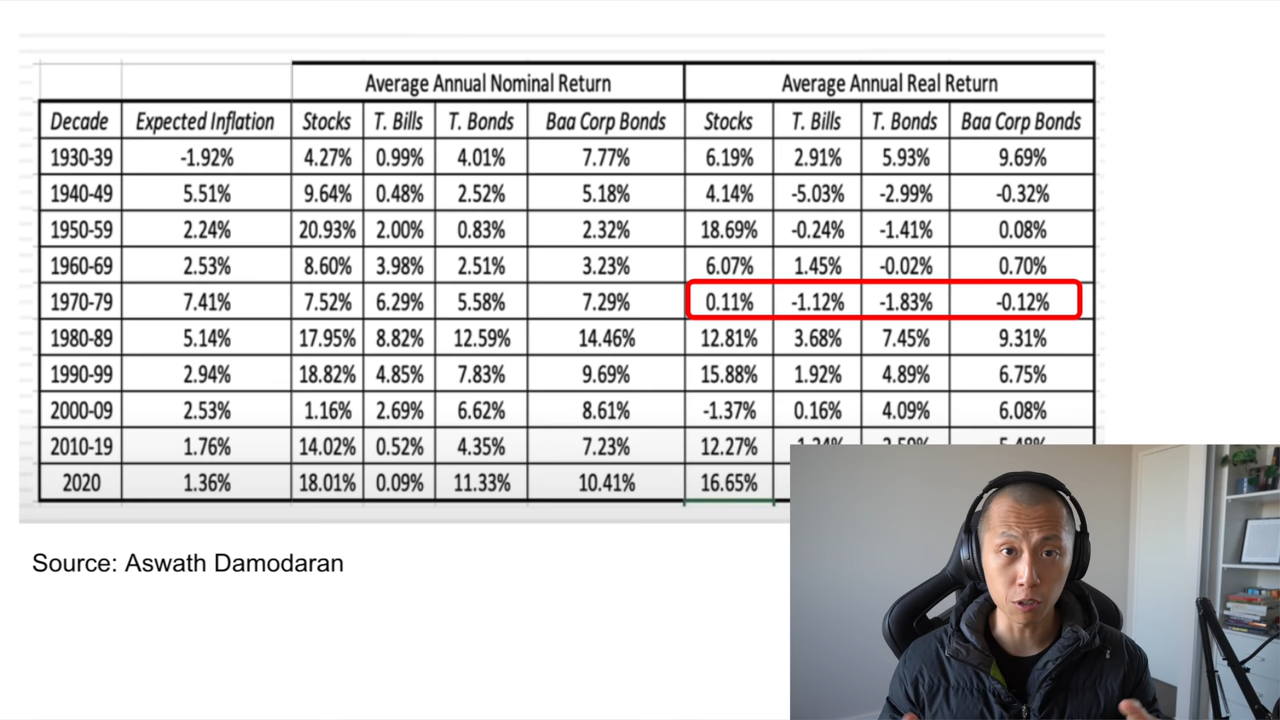 Average Annual Nominal Return Average Annual Real Return
Decade Expected Inflation Stocks T. Bills T. Bonds Baa Corp Bonds Stocks T. Bills T. Bonds Baa Corp Bonds
1930-39 -1.92% 4.27% 0.99% 4.01% 7.77% 6.19% 2.91% 5.93% 9.69%
1940-49 5.51% 9.64% 0.48% 2.52% 5.18% 4.14% -5.03% -2.99% -0.32%
1950-59 2.24% 20.93% 2.00% 0.83% 2.32% 18.69% -0.24% -1.41% 0.08%
1960-69 2.53% 8.60% 3.98% 2.51% 3.23% 6.07% 1.45% -0.02% 0.70%
1970-79 7.41% 7.52% 6.29% 5.58% 7.29% 0.11% -1.12% -1.83% -0.12%
1980-89 5.14% 17.95% 8.82% 12.59% 14.46% 12.81% 3.68% 7.45% 9.31%
1990-99 2.94% 18.82% 4.85% 7.83% 9.69% 15.88% 1.92% 4.89% 6.75%
2000-09 2.53% 1.16% 2.69% 6.62% 8.61% -1.37% 0.16% 4.09% 6.08%
2010-19 1.76% 14.02% 0.52% 4.35% 7.23% 12.27%
2020 1.36% 18.01% 0.09% 11.33% 10.41% 16.65%
Source: Aswath Damodaran